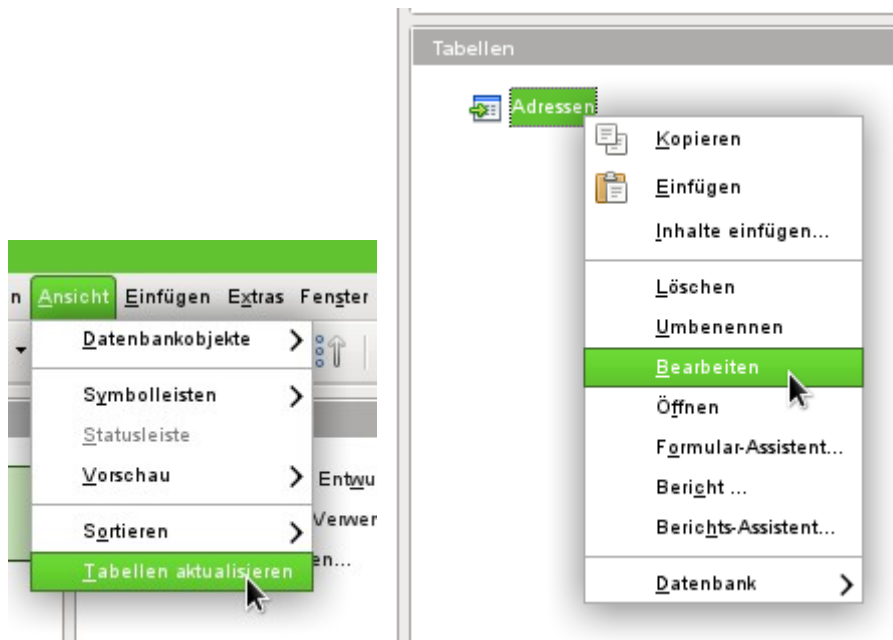 n Ansicht Einfügen Extras Fenster
Datenbankobjekte
Symbolleisten
Statusleiste
Vorschau
Entwu
Sortieren
Verwer
Tabellen aktualisieren
en...
Tabellen
Adressen
Kopieren
Einfügen
Inhalte einfügen...
Löschen
Umbenennen
Bearbeiten
Öffnen
Formular-Assistent...
Bericht ...
Berichts-Assistent...
Datenbank